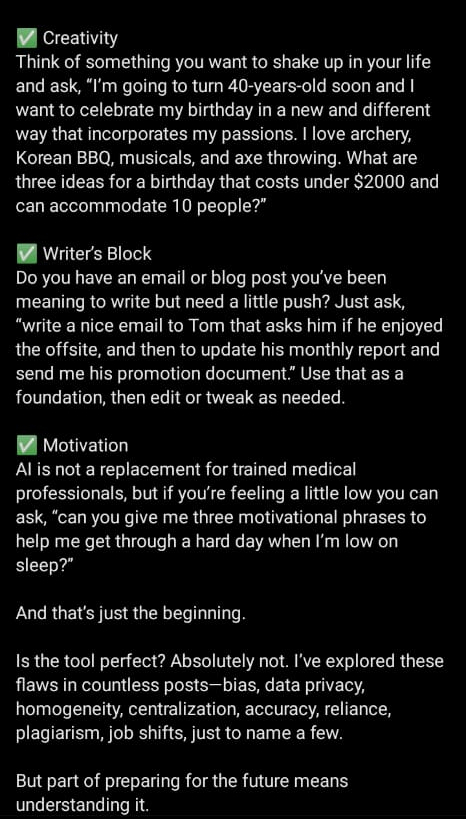 ✅ Creativity
Think of something you want to shake up in your life
and ask, “I’m going to turn 40-years-old soon and I
want to celebrate my birthday in a new and different
way that incorporates my passions. I love archery,
Korean BBQ, musicals, and axe throwing. What are
three ideas for a birthday that costs under $2000 and
can accommodate 10 people?”
✅ Writer’s Block
Do you have an email or blog post you’ve been
meaning to write but need a little push? Just ask,
“write a nice email to Tom that asks him if he enjoyed
the offsite, and then to update his monthly report and
send me his promotion document.” Use that as a
foundation, then edit or tweak as needed.
✅ Motivation
AI is not a replacement for trained medical
professionals, but if you’re feeling a little low you can
ask, “can you give me three motivational phrases to
help me get through a hard day when I’m low on
sleep?”
And that’s just the beginning.
Is the tool perfect? Absolutely not. I’ve explored these
flaws in countless posts—bias, data privacy,
homogeneity, centralization, accuracy, reliance,
plagiarism, job shifts, just to name a few.
But part of preparing for the future means
understanding it.